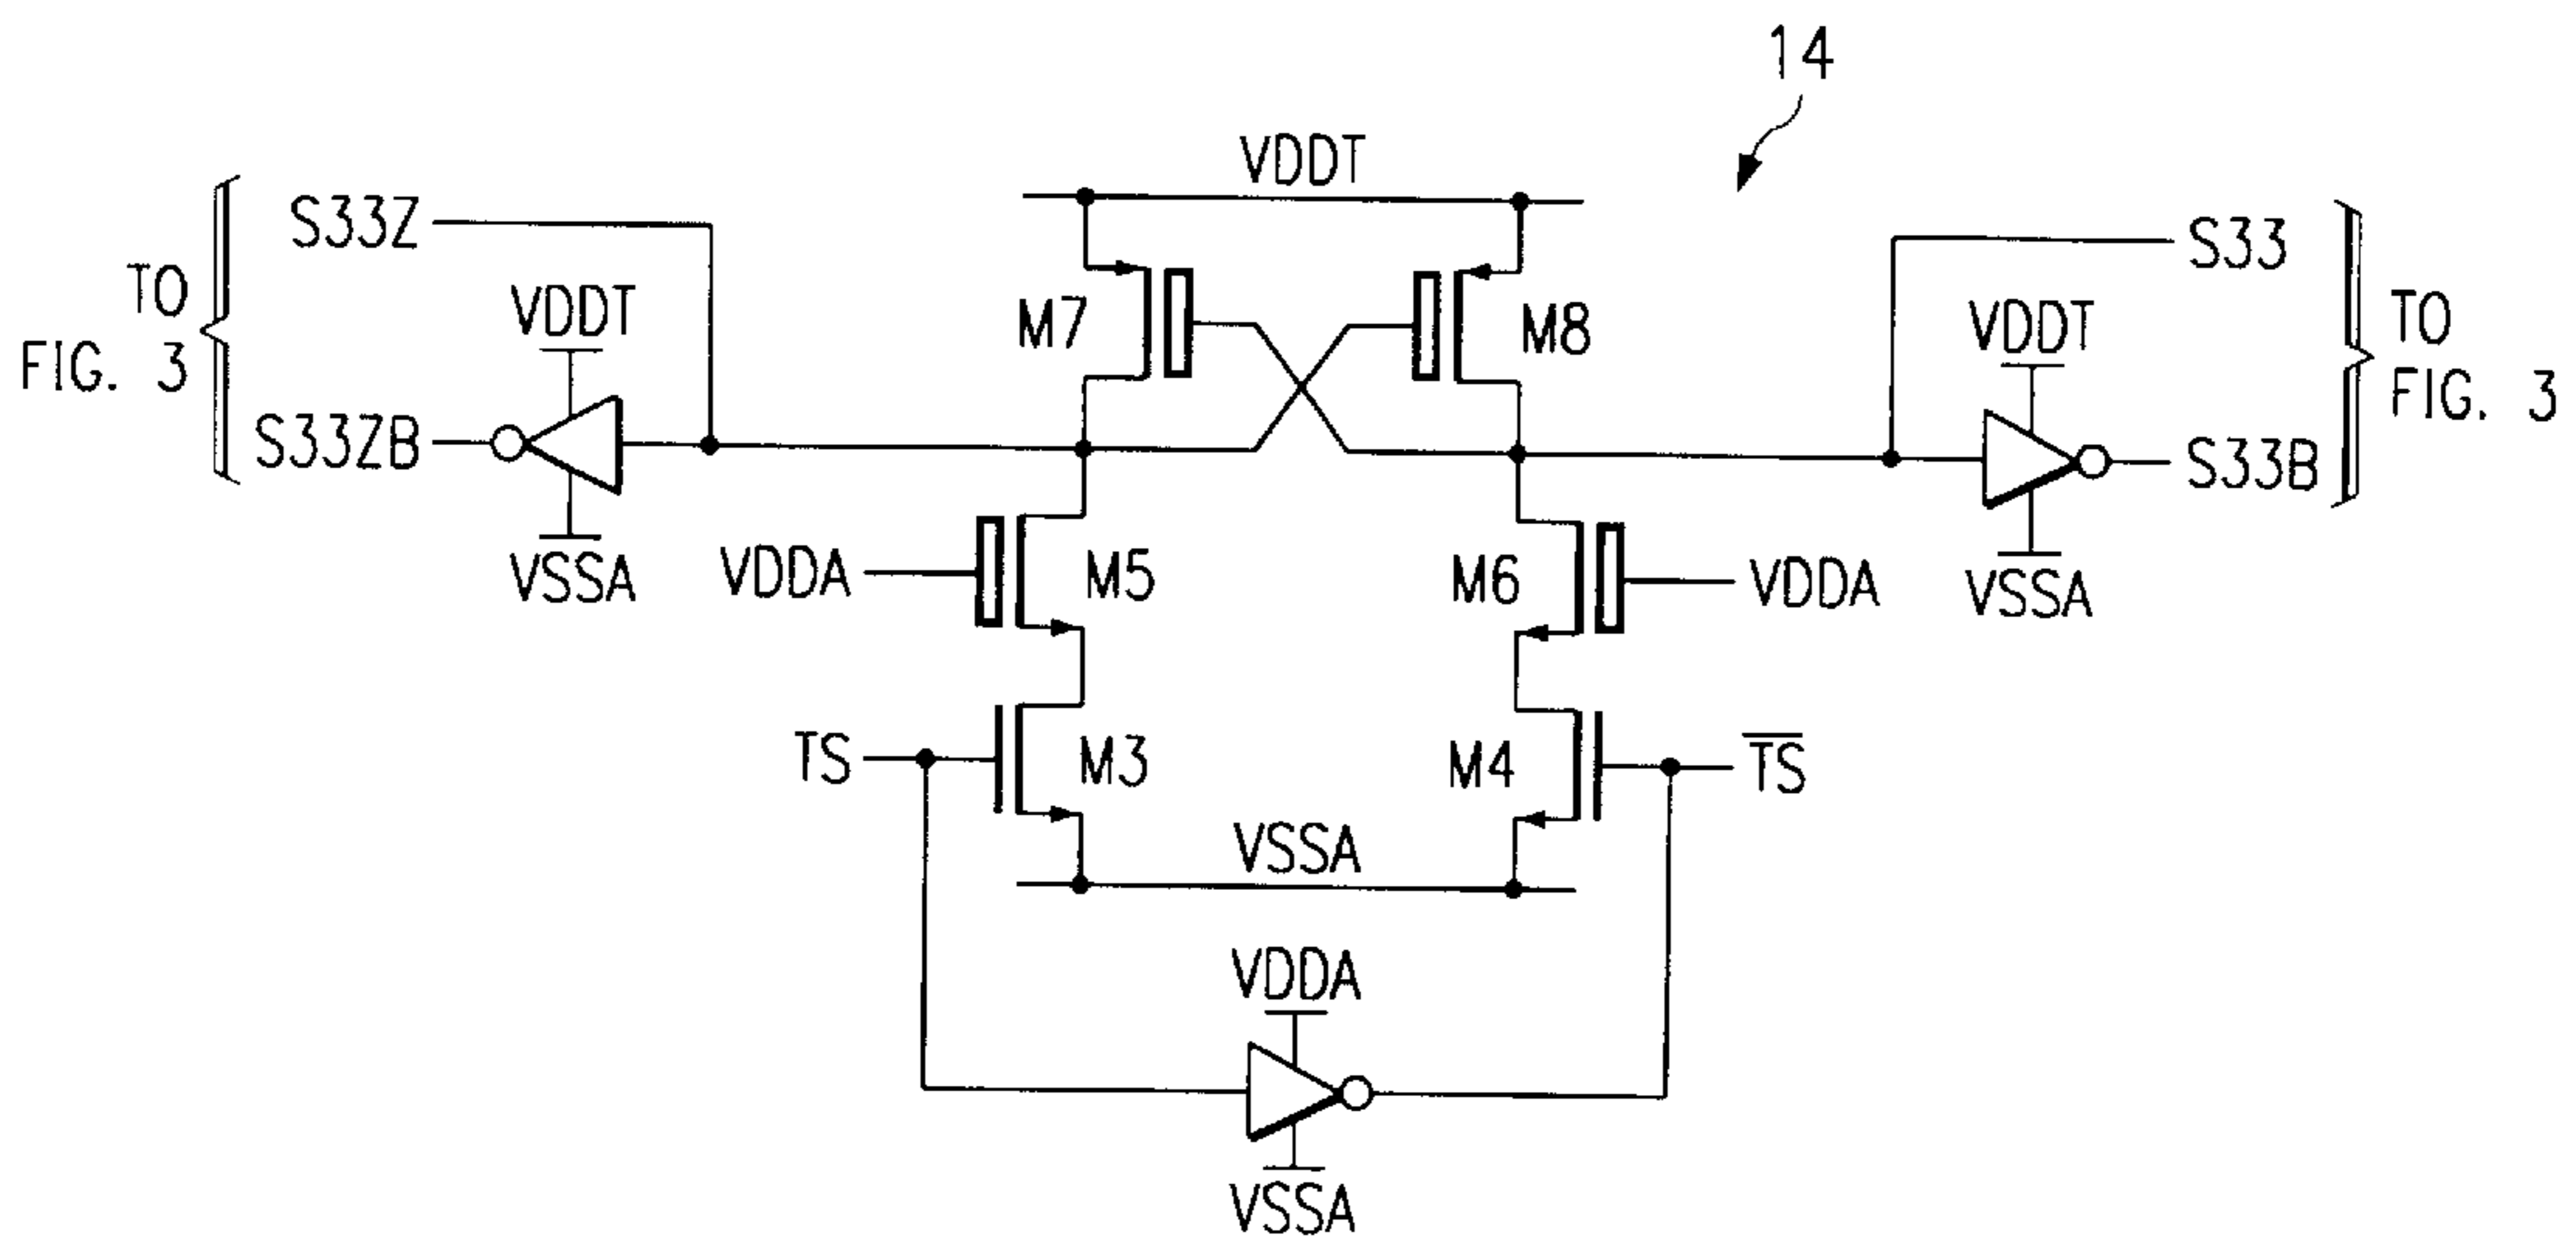 14
VDDT
S33Z
S33
TO
FIG. 3
VDDT
M7
M8
VDDT
TO
FIG. 3
S33ZB
S33B
VSSA
VDDA
M5
M6
VDDA
VSSA
TS
M3
M4
T̅S̅
VSSA
VDDA
VSSA